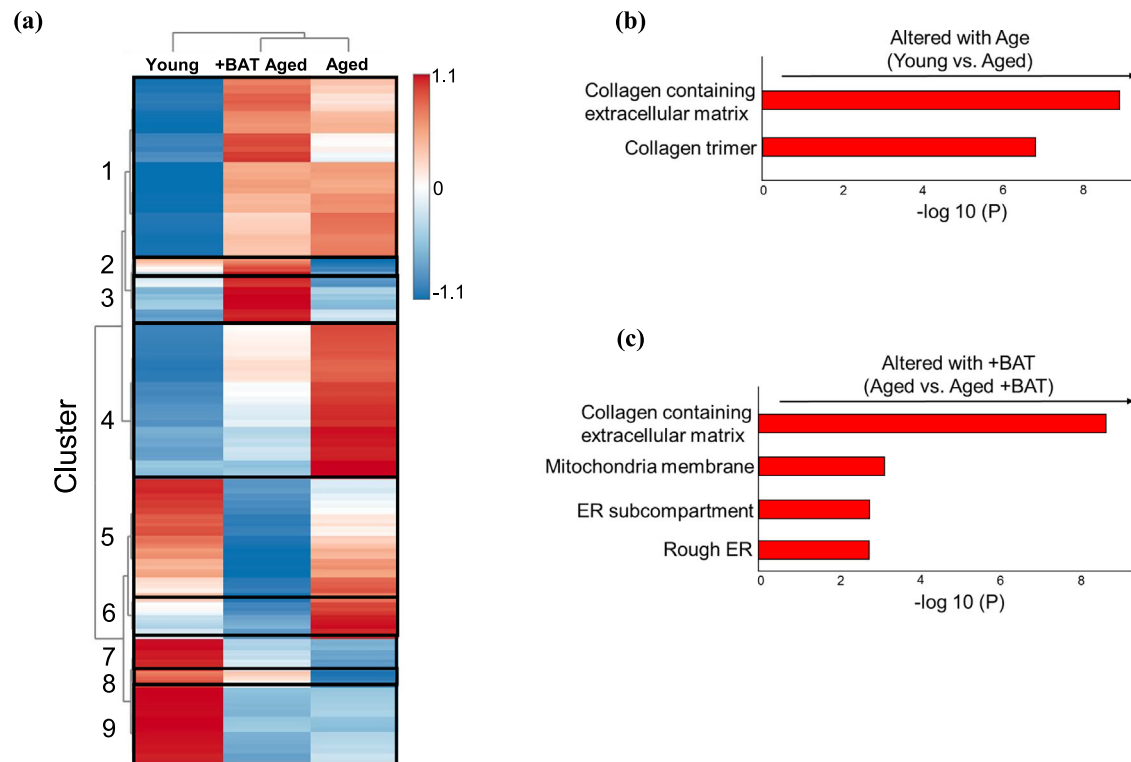 (a)
Young +BAT Aged Aged
1.1
0
-1.1
Cluster
1
2
3
4
5
6
7
8
9
(b)
Altered with Age
(Young vs. Aged)
Collagen containing
extracellular matrix
Collagen trimer
0 2 4 6 8
-log 10 (P)
(c)
Altered with +BAT
(Aged vs. Aged +BAT)
Collagen containing
extracellular matrix
Mitochondria membrane
ER subcompartment
Rough ER
0 2 4 6 8
-log 10 (P)